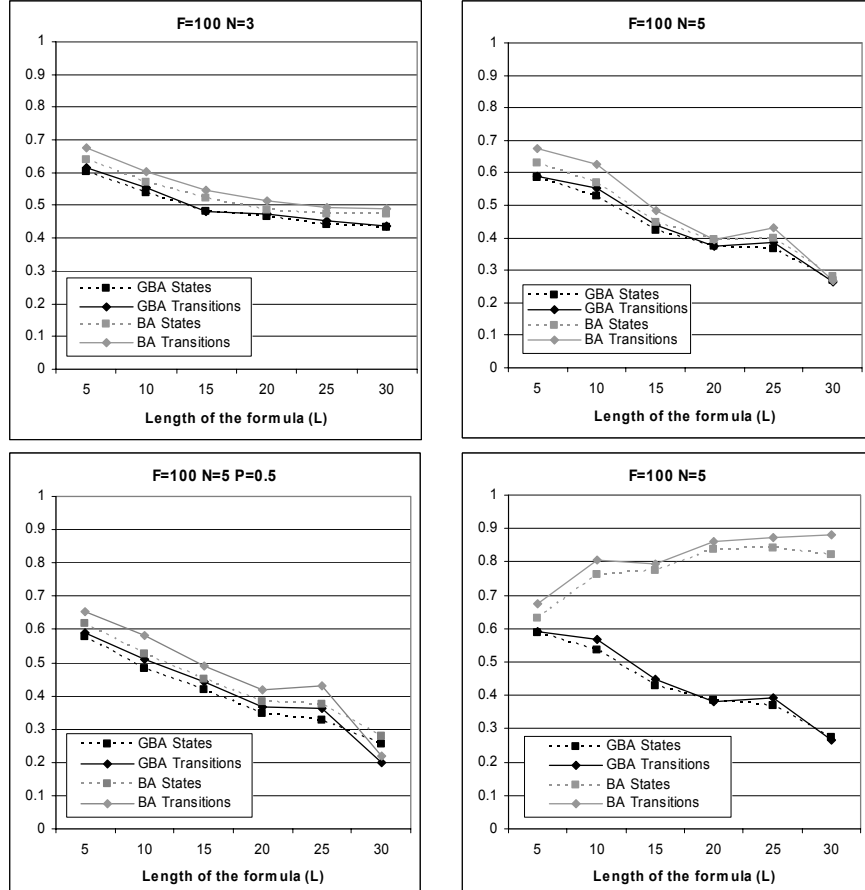 F=100 N=3
1
0.9
0.8
0.7
0.6
0.5
0.4
0.3
0.2
0.1
0
GBA States
GBA Transitions
BA States
BA Transitions
5 10 15 20 25 30
Length of the formula (L)
F=100 N=5
1
0.9
0.8
0.7
0.6
0.5
0.4
0.3
0.2
0.1
0
GBA States
GBA Transitions
BA States
BA Transitions
5 10 15 20 25 30
Length of the formula (L)
F=100 N=5 P=0.5
1
0.9
0.8
0.7
0.6
0.5
0.4
0.3
0.2
0.1
0
GBA States
GBA Transitions
BA States
BA Transitions
5 10 15 20 25 30
Length of the formula (L)
F=100 N=5
1
0.9
0.8
0.7
0.6
0.5
0.4
0.3
0.2
0.1
0
GBA States
GBA Transitions
BA States
BA Transitions
5 10 15 20 25 30
Length of the formula (L)